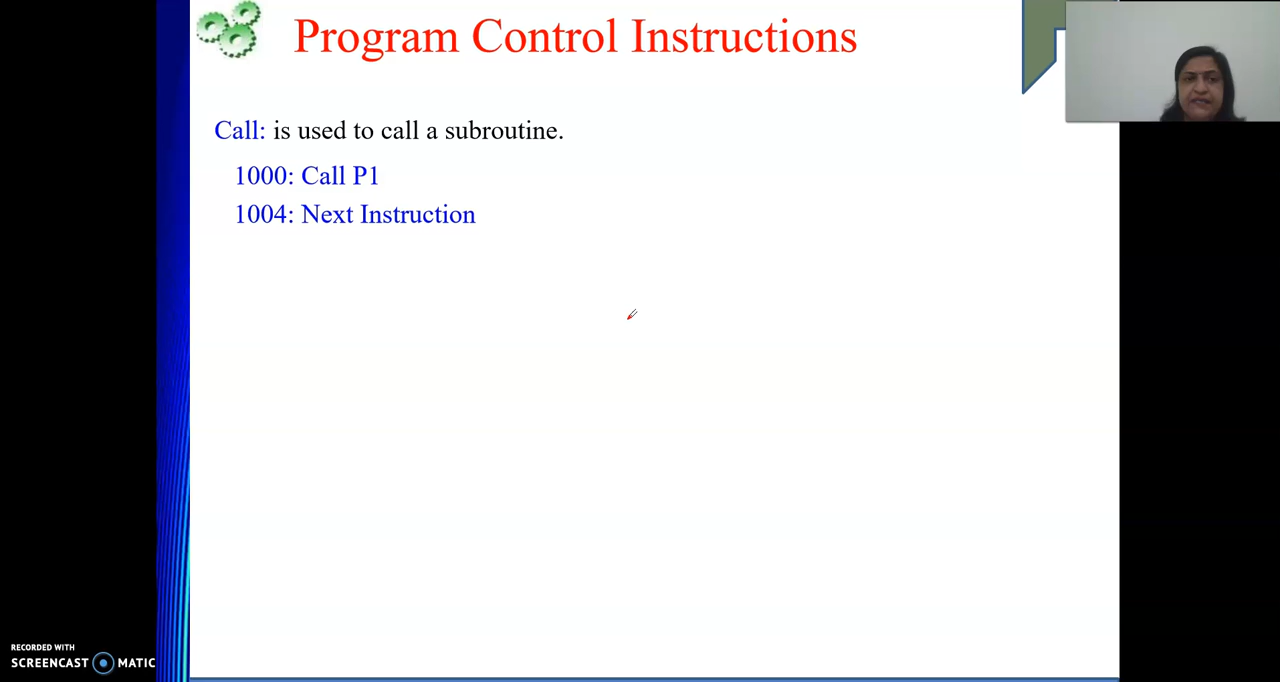 Program Control Instructions
Call: is used to call a subroutine.
1000: Call P1
1004: Next Instruction
RECORDED WITH
SCREENCAST MATIC